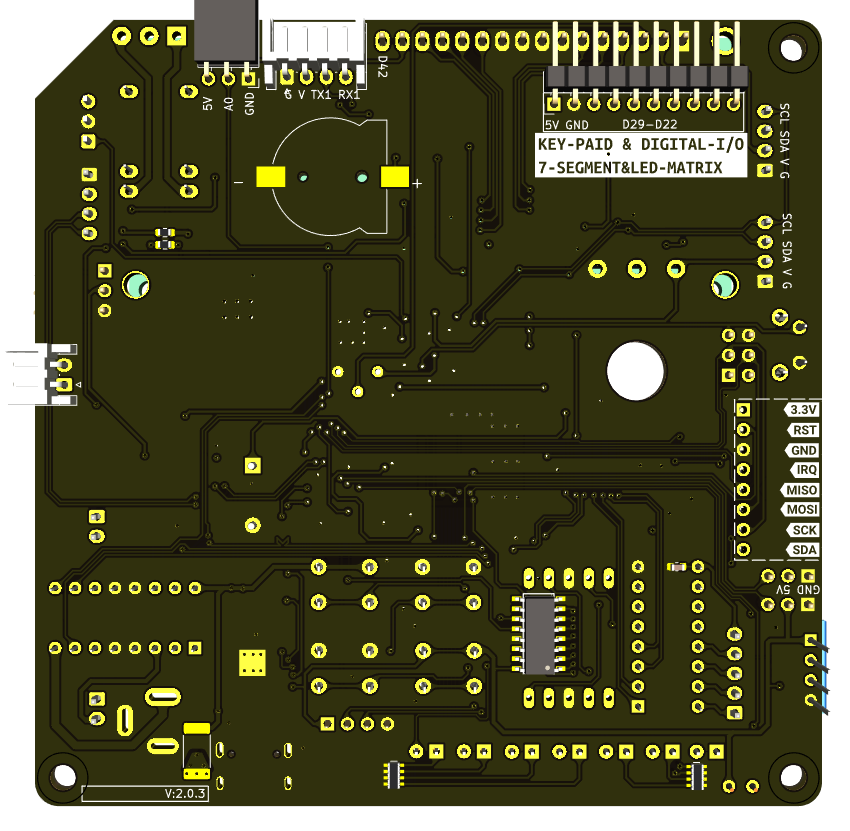 D42
5V A0 GND
G V TX1 RX1
5V GND D29-D22
KEY-PAID & DIGITAL-I/O
7-SEGMENT&LED-MATRIX
SCL SDA V G
- +
SCL SDA V G
3.3V
RST
GND
IRQ
MISO
MOSI
SCK
SDA
GND 5V
V:2.0.3